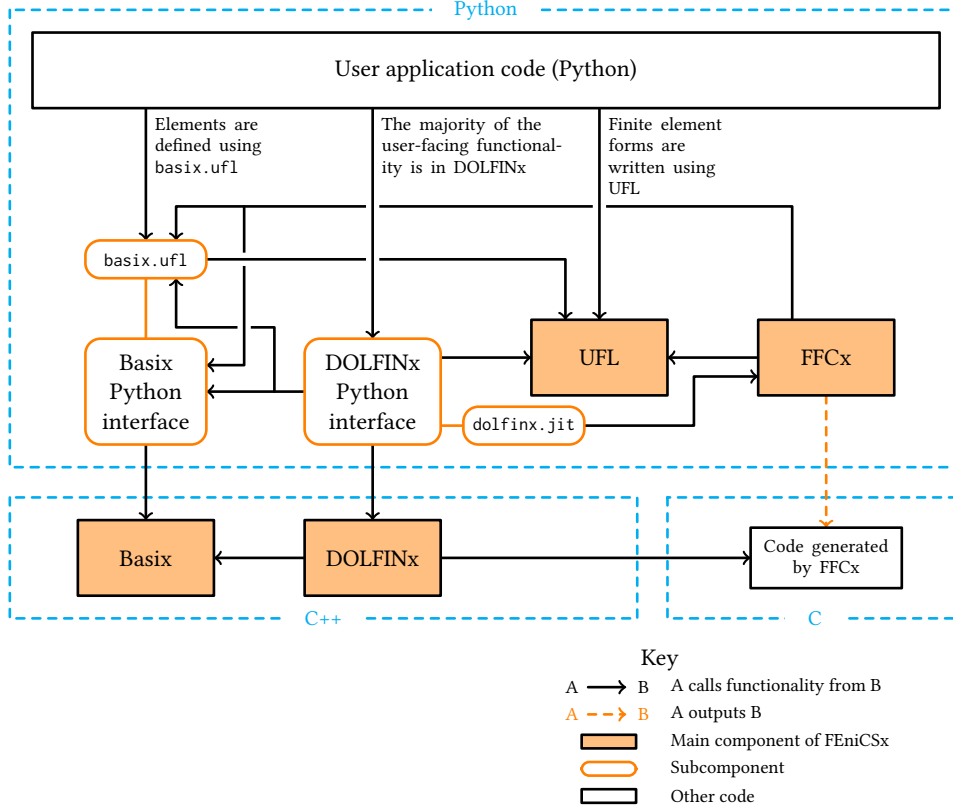 Python
User application code (Python)
Elements are
defined using
basix.ufl
The majority of the
user-facing functional-
ity is in DOLFINx
Finite element
forms are
written using
UFL
basix.ufl
Basix
Python
interface
DOLFINx
Python
interface
UFL
FFCx
dolfinx.jit
Basix
DOLFINx
Code generated
by FFCx
C++
C
Key
A B A calls functionality from B
A B A outputs B
Main component of FEniCSx
Subcomponent
Other code